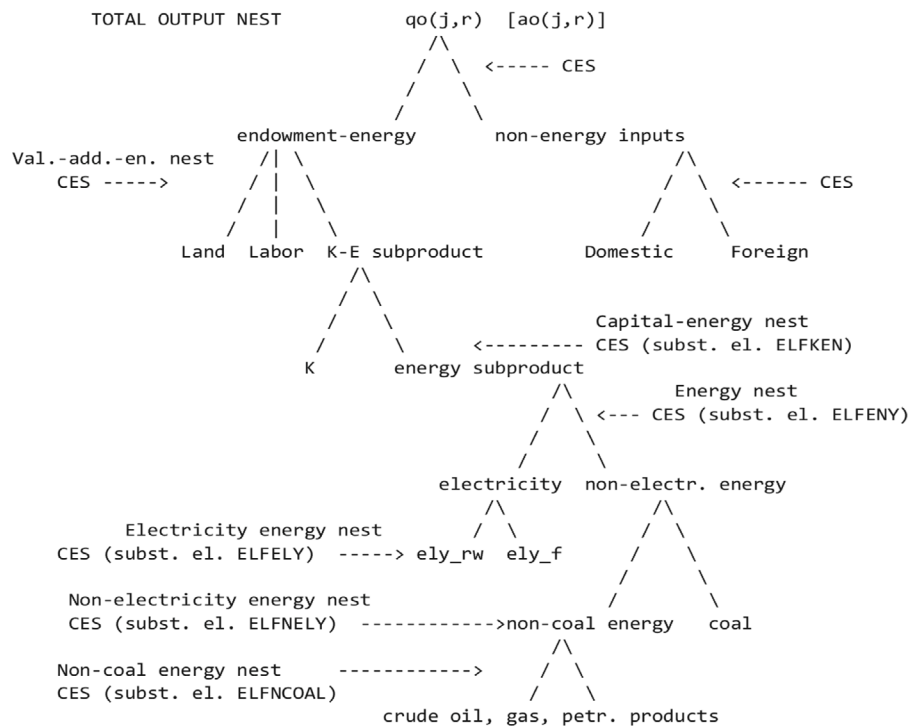 TOTAL OUTPUT NEST qo(j,r) [ao(j,r)]
<----- CES
endowment-energy non-energy inputs
Val.-add.-en. nest
CES -----> <------ CES
Land Labor K-E subproduct Domestic Foreign
Capital-energy nest
<--------- CES (subst. el. ELFKEN)
K energy subproduct
Energy nest
<--- CES (subst. el. ELFENY)
electricity non-electr. energy
Electricity energy nest
CES (subst. el. ELFELY) -----> ely_rw ely_f
Non-electricity energy nest
CES (subst. el. ELFNELY) ------------>non-coal energy coal
Non-coal energy nest ------------>
CES (subst. el. ELFNCOAL)
crude oil, gas, petr. products